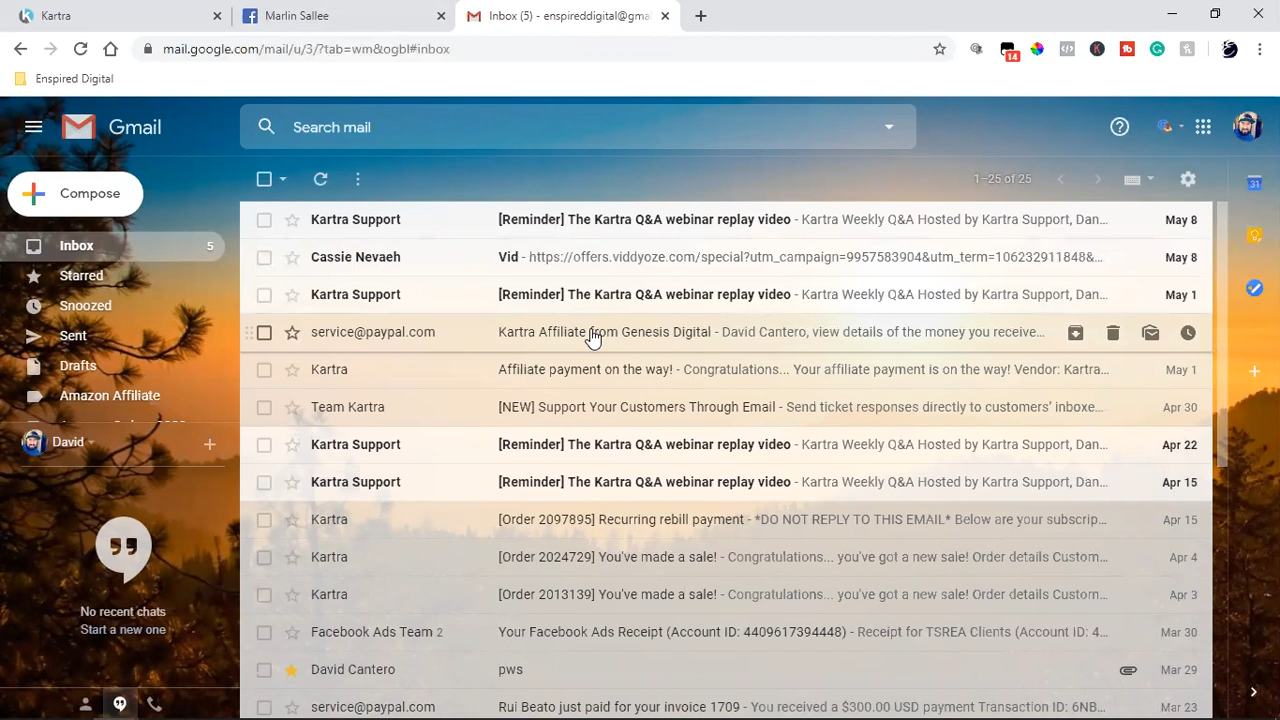 Kartra
Marlin Sallee
Inbox (5) - enspireddigital@gma
mail.google.com/mail/u/3/?tab=wm&ogbl#inbox
14
Enspired Digital
Gmail
Search mail
Compose
1–25 of 25
Inbox 5
Starred
Snoozed
Sent
Drafts
Amazon Affiliate
David
No recent chats
Start a new one
Kartra Support [Reminder] The Kartra Q&A webinar replay video - Kartra Weekly Q&A Hosted by Kartra Support, Dan... May 8
Cassie Nevaeh Vid - https://offers.viddyoze.com/special?utm_campaign=9957583904&utm_term=106232911848&... May 8
Kartra Support [Reminder] The Kartra Q&A webinar replay video - Kartra Weekly Q&A Hosted by Kartra Support, Dan... May 1
service@paypal.com Kartra Affiliate from Genesis Digital - David Cantero, view details of the money you receive...
Kartra Affiliate payment on the way! - Congratulations... Your affiliate payment is on the way! Vendor: Kartra... May 1
Team Kartra [NEW] Support Your Customers Through Email - Send ticket responses directly to customers' inboxe... Apr 30
Kartra Support [Reminder] The Kartra Q&A webinar replay video - Kartra Weekly Q&A Hosted by Kartra Support, Dan... Apr 22
Kartra Support [Reminder] The Kartra Q&A webinar replay video - Kartra Weekly Q&A Hosted by Kartra Support, Dan... Apr 15
Kartra [Order 2097895] Recurring rebill payment - *DO NOT REPLY TO THIS EMAIL* Below are your subscrip... Apr 15
Kartra [Order 2024729] You've made a sale! - Congratulations... you've got a new sale! Order details Custom... Apr 4
Kartra [Order 2013139] You've made a sale! - Congratulations... you've got a new sale! Order details Custom... Apr 3
Facebook Ads Team 2 Your Facebook Ads Receipt (Account ID: 4409617394448) - Receipt for TSREA Clients (Account ID: 4... Mar 30
David Cantero pws Mar 29
service@paypal.com Rui Beato just paid for your invoice 1709 - You received a $300.00 USD payment Transaction ID: 6NB... Mar 23